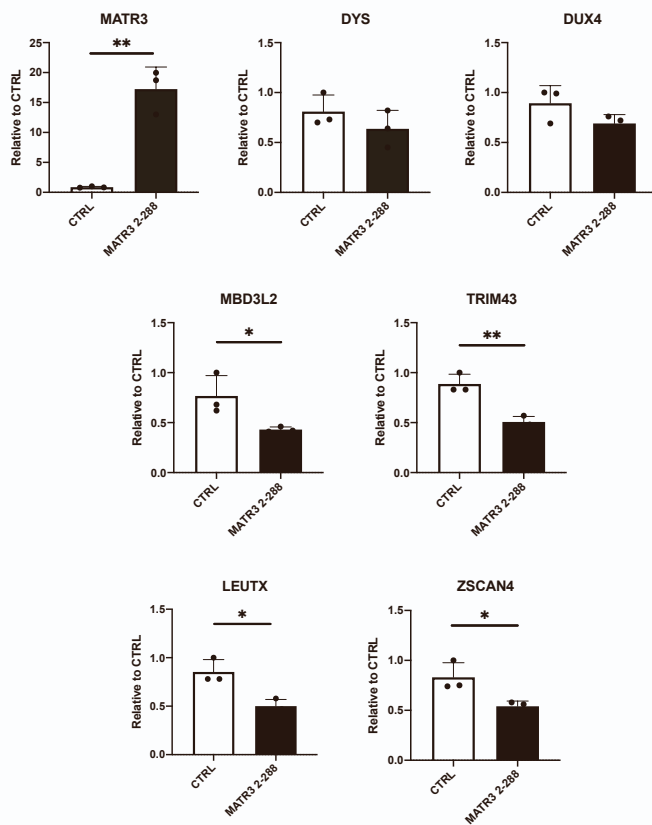 MATR3
DYS
DUX4
Relative to CTRL
25
20
15
10
5
0
**
CTRL
MATR3 2-288
Relative to CTRL
1.5
1.0
0.5
0.0
CTRL
MATR3 2-288
Relative to CTRL
1.5
1.0
0.5
0.0
CTRL
MATR3 2-288
MBD3L2
TRIM43
Relative to CTRL
1.5
1.0
0.5
0.0
*
CTRL
MATR3 2-288
Relative to CTRL
1.5
1.0
0.5
0.0
**
CTRL
MATR3 2-288
LEUTX
ZSCAN4
Relative to CTRL
1.5
1.0
0.5
0.0
*
CTRL
MATR3 2-288
Relative to CTRL
1.5
1.0
0.5
0.0
*
CTRL
MATR3 2-288